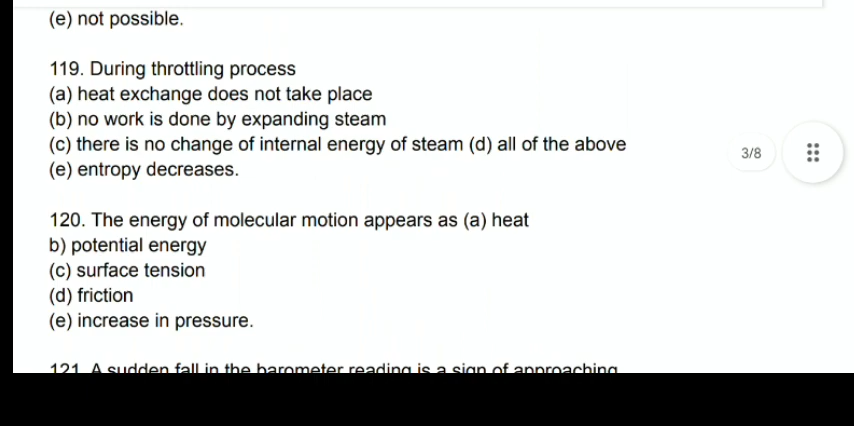 (e) not possible.
119. During throttling process
(a) heat exchange does not take place
(b) no work is done by expanding steam
(c) there is no change of internal energy of steam (d) all of the above
(e) entropy decreases.
3/8
120. The energy of molecular motion appears as (a) heat
b) potential energy
(c) surface tension
(d) friction
(e) increase in pressure.
121. A sudden fall in the barometer reading is a sign of approaching